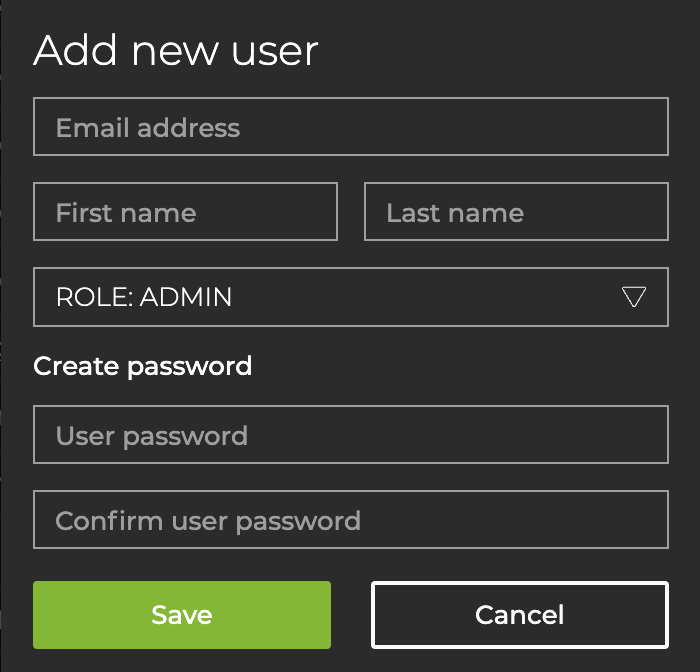 Add new user
Email address
First name Last name
ROLE: ADMIN
Create password
User password
Confirm user password
Save Cancel